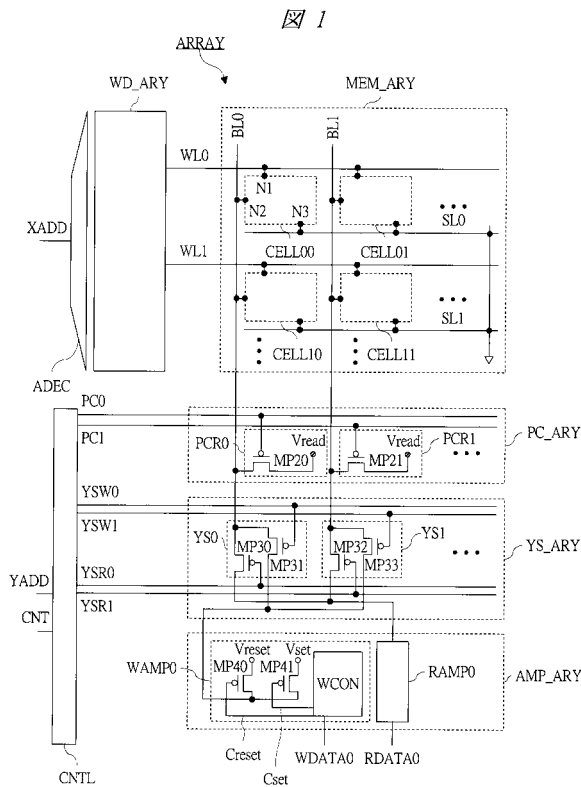 図 1
ARRAY
WD_ARY
MEM_ARY
BL0
BL1
WL0
N1
N2
N3
SL0
XADD
CELL00
CELL01
WL1
SL1
CELL10
CELL11
ADEC
PC0
PC1
PCR0
Vread
MP20
Vread
MP21
PCR1
PC_ARY
YSW0
YSW1
YS0
MP30
MP31
MP32
MP33
YS1
YS_ARY
YADD
YSR0
CNT
YSR1
WAMP0
Vreset
Vset
MP40
MP41
WCON
RAMP0
AMP_ARY
Creset
Cset
WDATA0
RDATA0
CNTL